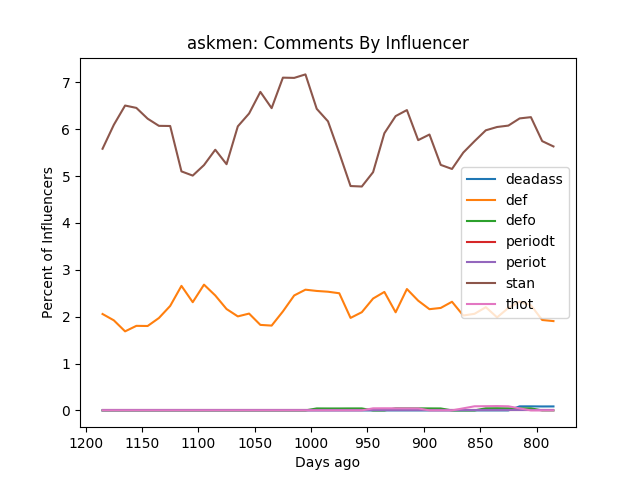 askmen: Comments By Influencer
Percent of Influencers
7
6
5
4
3
2
1
0
deadass
def
defo
periodt
periot
stan
thot
1200 1150 1100 1050 1000 950 900 850 800
Days ago